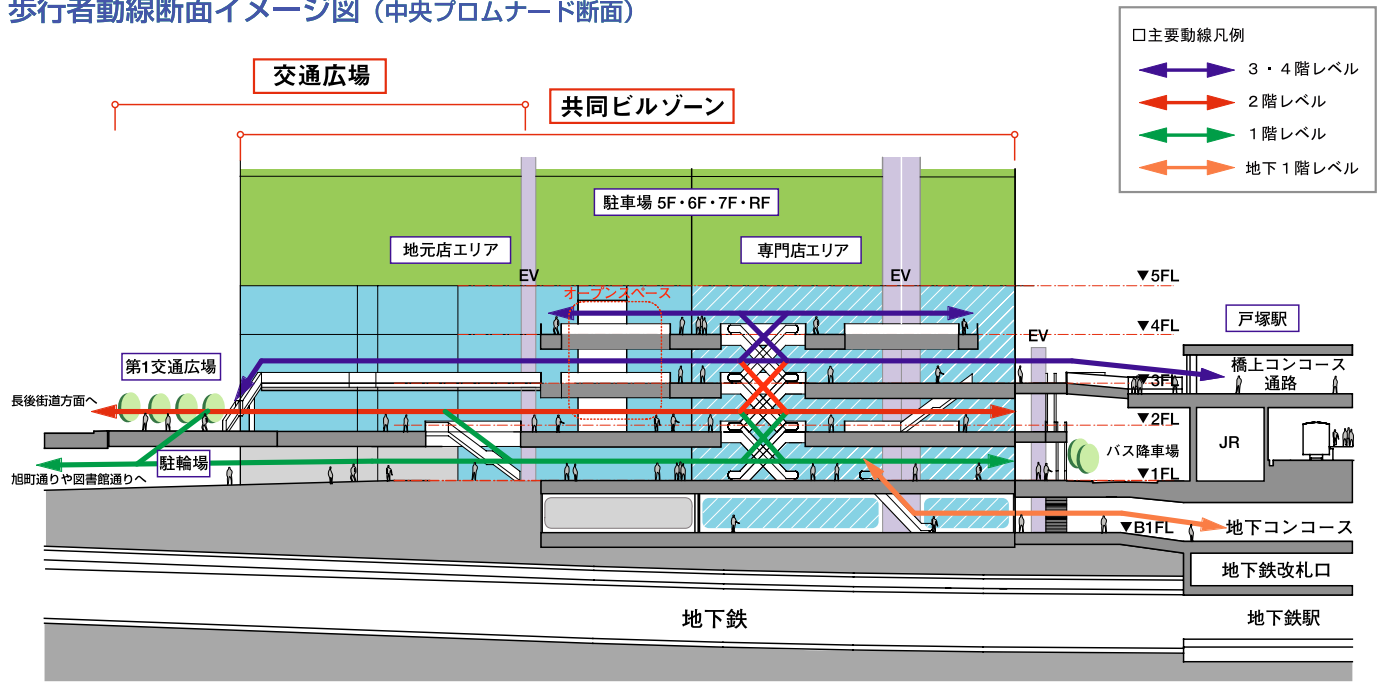 歩行者動線断面イメージ図（中央プロムナード断面）
□主要動線凡例
3・4階レベル
2階レベル
1階レベル
地下1階レベル
交通広場
共同ビルゾーン
駐車場 5F・6F・7F・RF
地元店エリア
専門店エリア
EV
EV
▼5FL
オープンスペース
戸塚駅
▼4FL
EV
第1交通広場
橋上コンコース
通路
▼3FL
長後街道方面へ
▼2FL
JR
バス降車場
駐輪場
旭町通りや図書館通りへ
▼1FL
▼B1FL
地下コンコース
地下鉄改札口
地下鉄
地下鉄駅